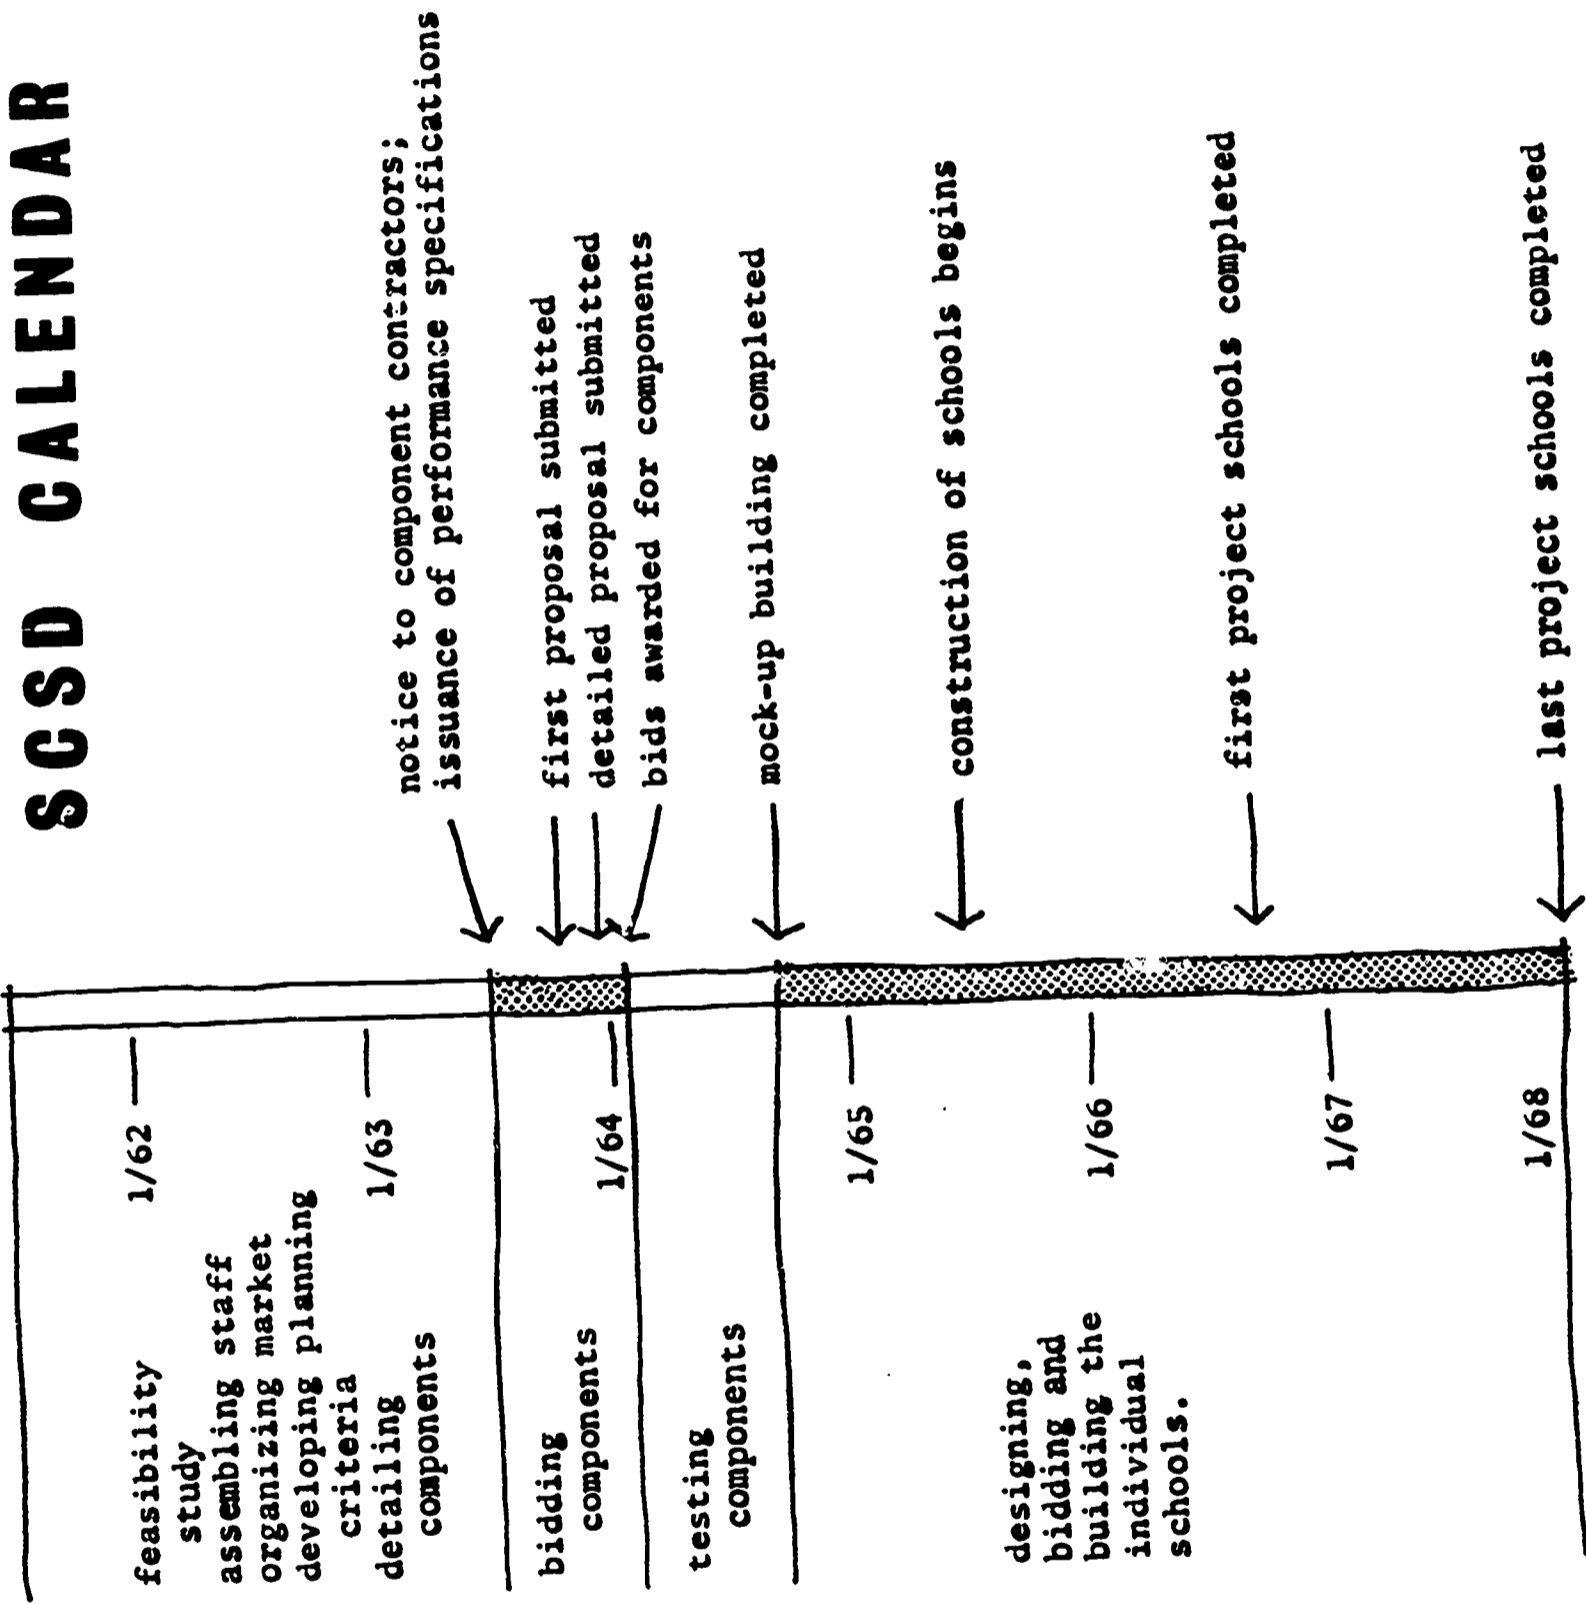 SCSD CALENDAR
feasibility
study
assembling staff
organizing market
developing planning
criteria
detailing
components
bidding
components
testing
components
designing,
bidding and
building the
individual
schools.
1/62
1/63
1/64
1/65
1/66
1/67
1/68
notice to component contractors;
issuance of performance specifications
first proposal submitted
detailed proposal submitted
bids awarded for components
mock-up building completed
construction of schools begins
first project schools completed
last project schools completed